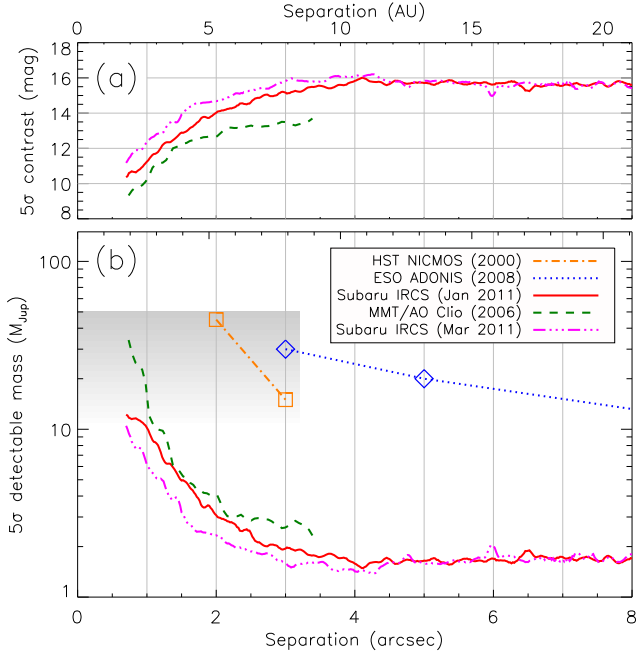 Separation (AU)
0 5 10 15 20
(a)
5σ contrast (mag)
16
14
12
10
8
(b)
HST NICMOS (2000)
ESO ADONIS (2008)
Subaru IRCS (Jan 2011)
MMT/AO Clio (2006)
Subaru IRCS (Mar 2011)
5σ detectable mass (MJup)
100
10
1
0 2 4 6 8
Separation (arcsec)